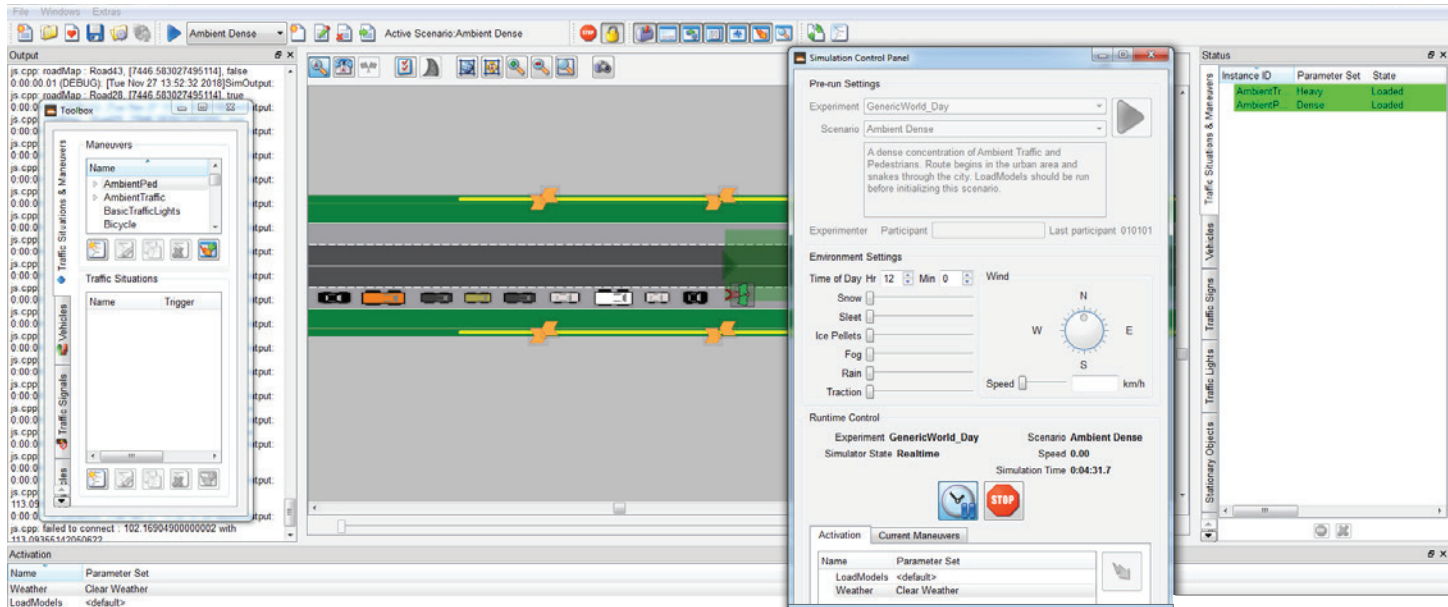 File Windows Extras
Ambient Dense
Active Scenario:Ambient Dense
Output
js.cpp: roadMap : Road43, [7446.583027495114], false
0:00:00.01 (DEBUG): [Tue Nov 27 13:52:32 2018]SimOutput:
js.cpp: roadMap : Road28, [7446.583027495114], true
Toolbox
Maneuvers
Name
AmbientPed
AmbientTraffic
BasicTrafficLights
Bicycle
Traffic Situations
Name Trigger
Traffic Situations & Maneuvers
Vehicles
Traffic Signals
js.cpp: failed to connect : 102.16904900000002 with
113.09355142050622
Simulation Control Panel
Pre-run Settings
Experiment GenericWorld_Day
Scenario Ambient Dense
A dense concentration of Ambient Traffic and
Pedestrians. Route begins in the urban area and
snakes through the city. LoadModels should be run
before initializing this scenario.
Experimenter Participant Last participant 010101
Environment Settings
Time of Day Hr 12 Min 0 Wind
Snow
Sleet
Ice Pellets
Fog
Rain
Traction
N
W E
S
Speed km/h
Runtime Control
Experiment GenericWorld_Day Scenario Ambient Dense
Simulator State Realtime Speed 0.00
Simulation Time 0:04:31.7
STOP
Activation Current Maneuvers
Name Parameter Set
LoadModels <default>
Weather Clear Weather
Status
Instance ID Parameter Set State
AmbientTr... Heavy Loaded
AmbientP... Dense Loaded
Traffic Situations & Maneuvers
Vehicles
Traffic Signs
Traffic Lights
Stationary Objects
Activation
Name Parameter Set
Weather Clear Weather
LoadModels <default>